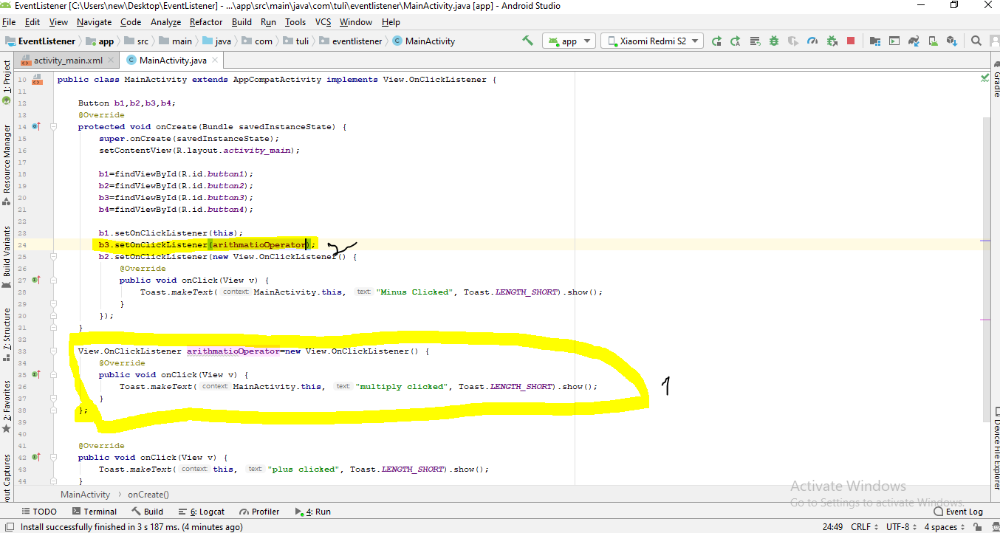 EventListener [C:\Users\new\Desktop\EventListener] - ...\app\src\main\java\com\tuli\eventlistener\MainActivity.java [app] - Android Studio
File Edit View Navigate Code Analyze Refactor Build Run Tools VCS Window Help
EventListener app src main java com tuli eventlistener MainActivity app Xiaomi Redmi S2
activity_main.xml MainActivity.java
1: Project
Resource Manager
Build Variants
7: Structure
2: Favorites
out Captures
10 public class MainActivity extends AppCompatActivity implements View.OnClickListener {
11
12 Button b1,b2,b3,b4;
13 @Override
14 protected void onCreate(Bundle savedInstanceState) {
15 super.onCreate(savedInstanceState);
16 setContentView(R.layout.activity_main);
17
18 b1=findViewById(R.id.button1);
19 b2=findViewById(R.id.button2);
20 b3=findViewById(R.id.button3);
21 b4=findViewById(R.id.button4);
22
23 b1.setOnClickListener(this);
24 b3.setOnClickListener(arithmatioOperator); 2
25 b2.setOnClickListener(new View.OnClickListener() {
26 @Override
27 public void onClick(View v) {
28 Toast.makeText( context: MainActivity.this, text: "Minus Clicked", Toast.LENGTH_SHORT).show();
29 }
30 });
31 }
32
33 View.OnClickListener arithmatioOperator=new View.OnClickListener() {
34 @Override
35 public void onClick(View v) {
36 Toast.makeText( context: MainActivity.this, text: "multiply clicked", Toast.LENGTH_SHORT).show(); 1
37 }
38 };
39
40
41 @Override
42 public void onClick(View v) {
43 Toast.makeText( context: this, text: "plus clicked", Toast.LENGTH_SHORT).show();
44 }
Gradle
Device File Explorer
Activate Windows
Go to Settings to activate Windows.
MainActivity onCreate()
TODO Terminal Build 6: Logcat Profiler 4: Run Event Log
Install successfully finished in 3 s 187 ms. (4 minutes ago) 24:49 CRLF UTF-8 4 spaces